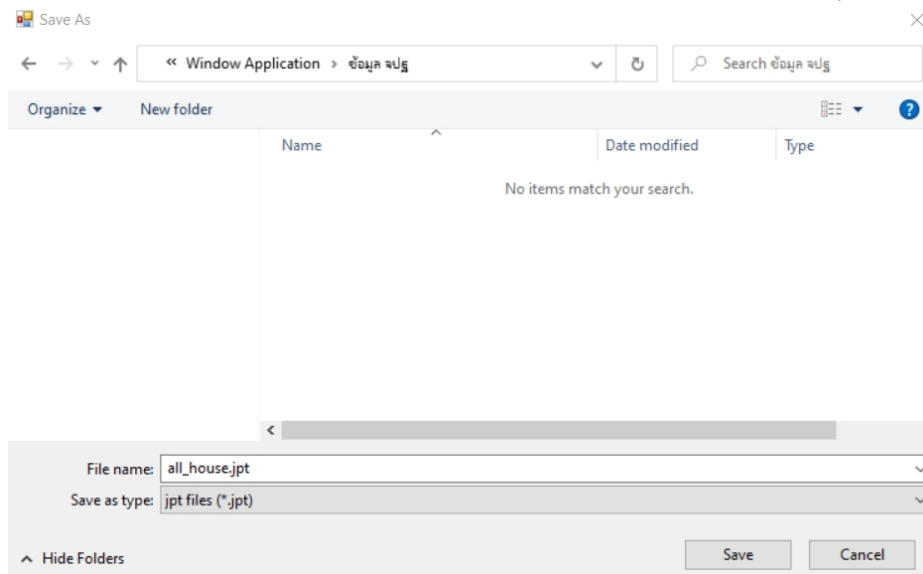 Save As
« Window Application › ข้อมูล จปฐ
Search ข้อมูล จปฐ
Organize
New folder
Name
Date modified
Type
No items match your search.
File name: all_house.jpt
Save as type: jpt files (*.jpt)
Hide Folders
Save
Cancel